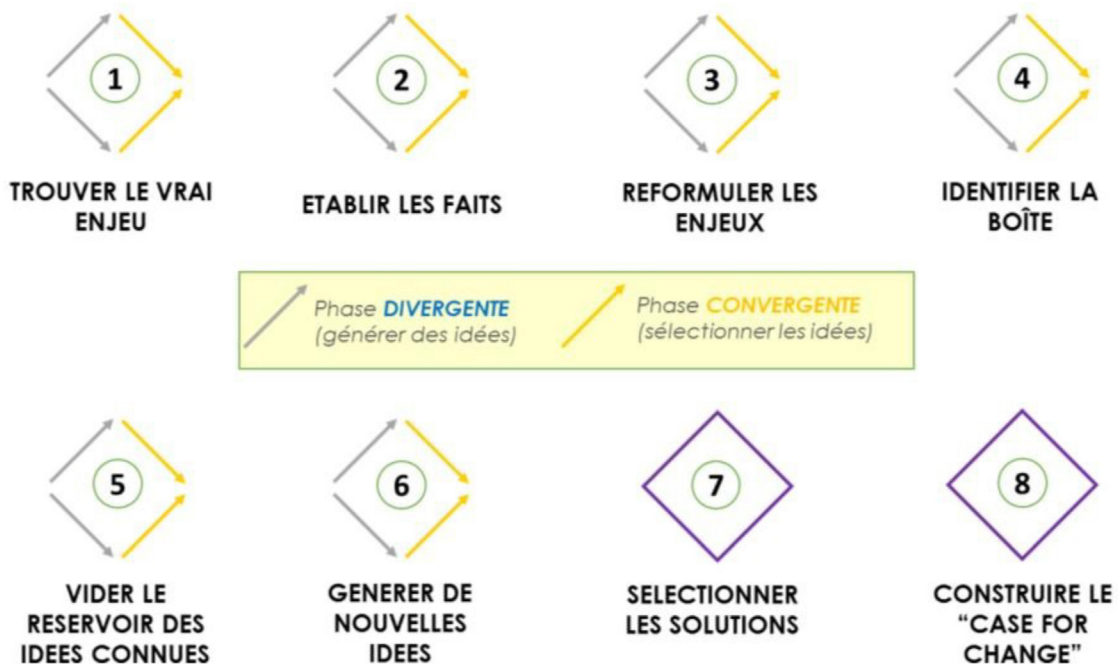 1
2
3
4
TROUVER LE VRAI
ENJEU
ETABLIR LES FAITS
REFORMULER LES
ENJEUX
IDENTIFIER LA
BOÎTE
Phase DIVERGENTE
(générer des idées)
Phase CONVERGENTE
(sélectionner les idées)
5
6
7
8
VIDER LE
RESERVOIR DES
IDEES CONNUES
GENERER DE
NOUVELLES
IDEES
SELECTIONNER
LES SOLUTIONS
CONSTRUIRE LE
“CASE FOR
CHANGE”